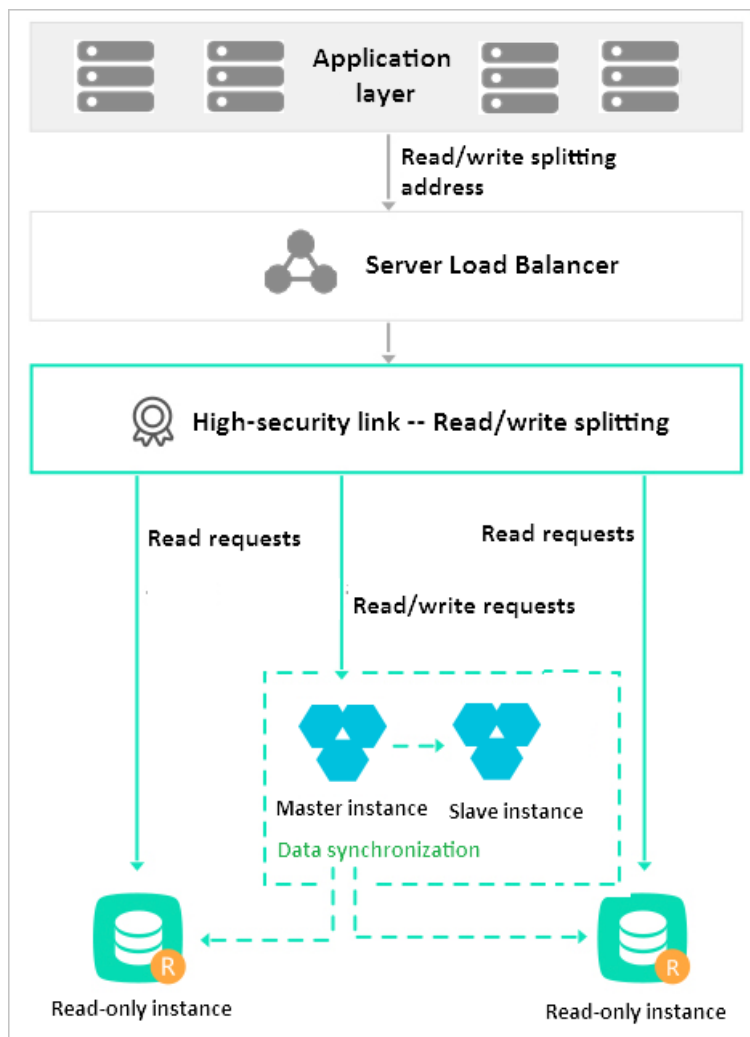 Application
layer
Read/write splitting
address
Server Load Balancer
High-security link -- Read/write splitting
Read requests
Read requests
Read/write requests
Master instance
Slave instance
Data synchronization
R
R
Read-only instance
Read-only instance